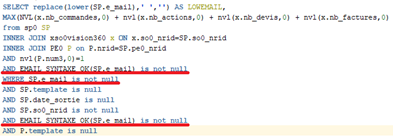 SELECT replace(lower(SP.e_mail),' ','') AS LOWEMAIL,
MAX(NVL(x.nb_commandes,0) + nvl(x.nb_actions,0) + nvl(x.nb_devis,0) + nvl(x.nb_factures,0)
from sp0 SP
INNER JOIN xso0vision360 x ON x.so0_nrid=SP.so0_nrid
INNER JOIN PE0 P on P.nrid=SP.pe0_nrid
AND nvl(P.num3,0)=1
AND EMAIL_SYNTAXE_OK(SP.e_mail) is not null
WHERE SP.e_mail is not null
AND SP.template is null
AND SP.date_sortie is null
AND SP.so0_nrid is not null
AND EMAIL_SYNTAXE_OK(SP.e_mail) is not null
AND P.template is null